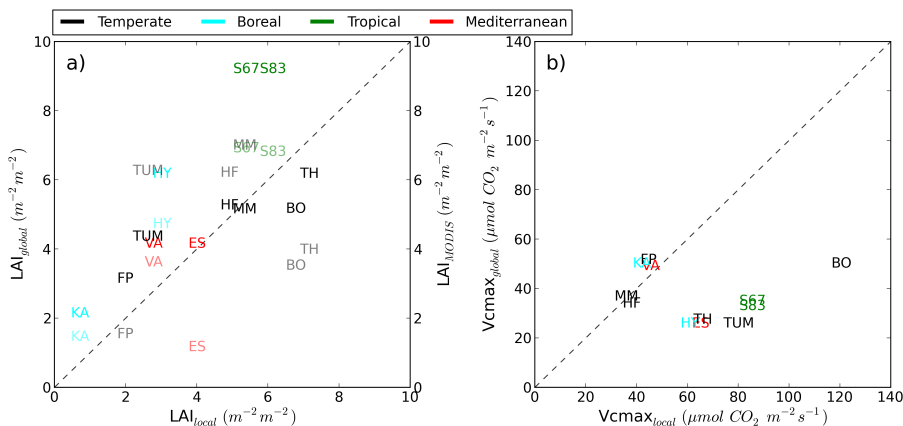 Temperate Boreal Tropical Mediterranean
a)
10
8
6
4
2
0
LAI_global (m⁻² m⁻²)
S67 S83
MM
S67 S83
TUM HY HF TH
HF MM BO
HY
TUM
VA ES
TH
VA BO
FP
KA
KA FP
ES
10
8
6
4
2
0
LAI_MODIS (m⁻² m⁻²)
0 2 4 6 8 10
LAI_local (m⁻² m⁻²)
b)
140
120
100
80
60
40
20
0
Vcmax_global (μmol CO₂ m⁻² s⁻¹)
FP
KA VA BO
MM
HF
S67
S83
TH
HY ES TUM
0 20 40 60 80 100 120 140
Vcmax_local (μmol CO₂ m⁻² s⁻¹)